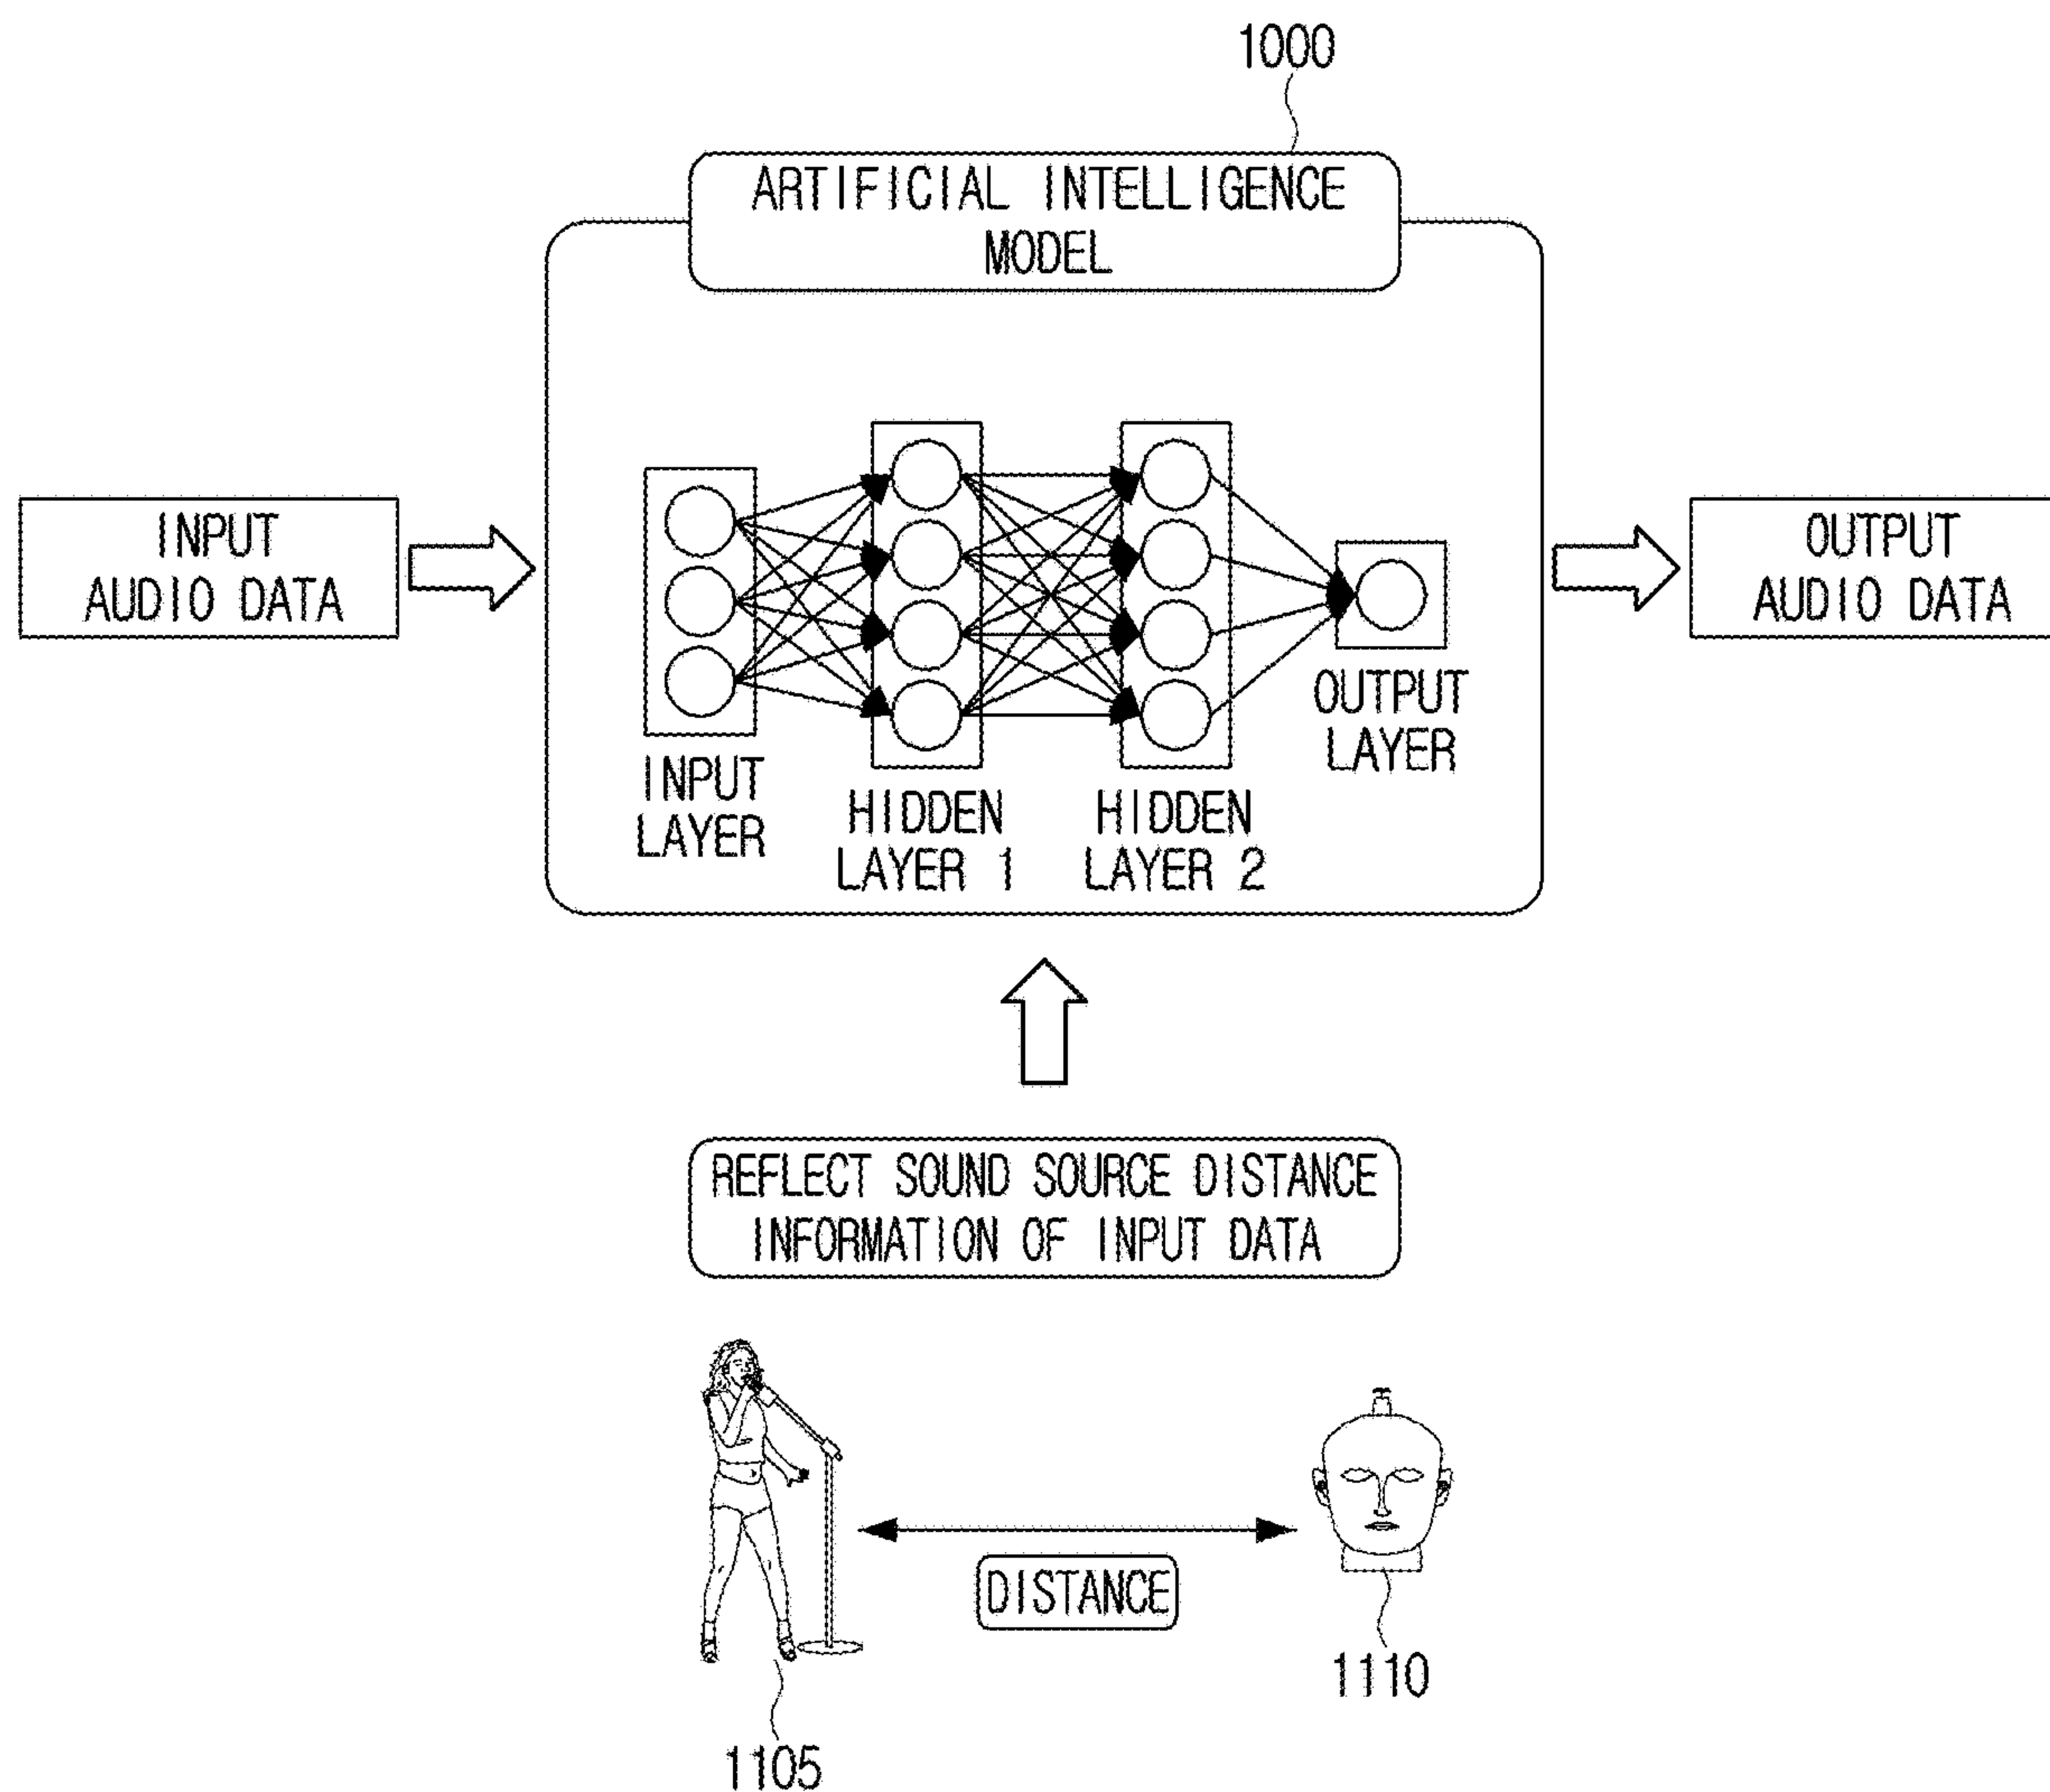 1000
ARTIFICIAL INTELLIGENCE
MODEL
INPUT
AUDIO DATA
OUTPUT
AUDIO DATA
INPUT
LAYER
HIDDEN
LAYER 1
HIDDEN
LAYER 2
OUTPUT
LAYER
REFLECT SOUND SOURCE DISTANCE
INFORMATION OF INPUT DATA
DISTANCE
1105
1110